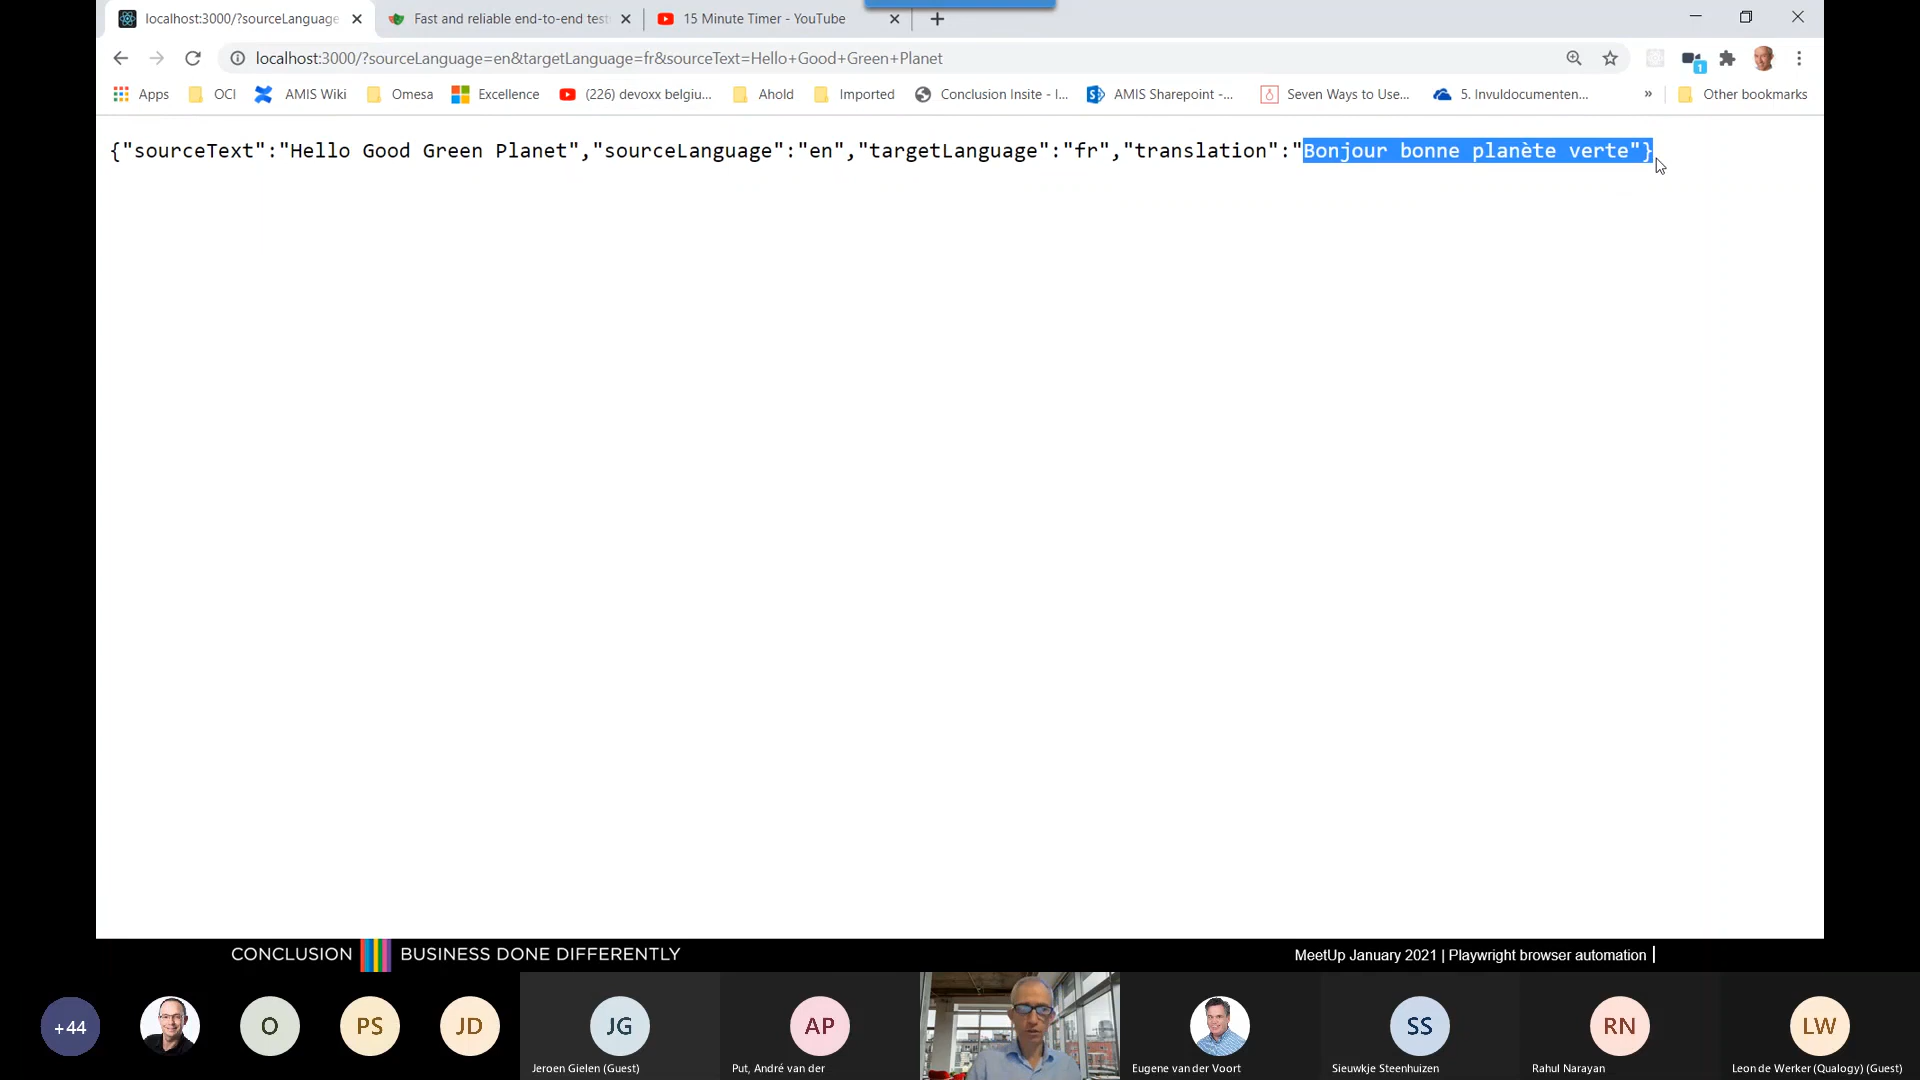 localhost:3000/?sourceLanguage
Fast and reliable end-to-end test
15 Minute Timer - YouTube
localhost:3000/?sourceLanguage=en&targetLanguage=fr&sourceText=Hello+Good+Green+Planet
1
Apps
OCI
AMIS Wiki
Omesa
Excellence
(226) devoxx belgiu...
Ahold
Imported
Conclusion Insite - I...
AMIS Sharepoint -...
Seven Ways to Use...
5. Invuldocumenten...
»
Other bookmarks
{"sourceText":"Hello Good Green Planet","sourceLanguage":"en","targetLanguage":"fr","translation":"Bonjour bonne planète verte"}
CONCLUSION BUSINESS DONE DIFFERENTLY
MeetUp January 2021 | Playwright browser automation |
+44
O
PS
JD
JG
AP
SS
RN
LW
Jeroen Gielen (Guest)
Put, André van der
Eugene van der Voort
Sieuwkje Steenhuizen
Rahul Narayan
Leon de Werker (Qualogy) (Guest)